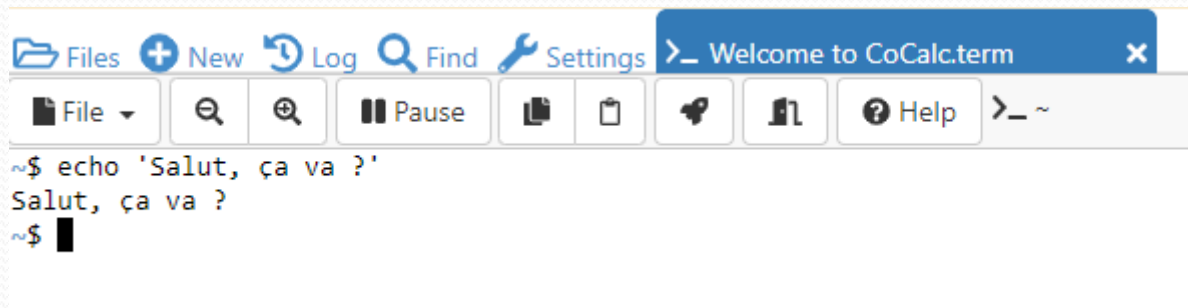 Files New Log Find Settings >_ Welcome to CoCalc.term ×
File Pause Help >_ ~
~$ echo 'Salut, ça va ?'
Salut, ça va ?
~$